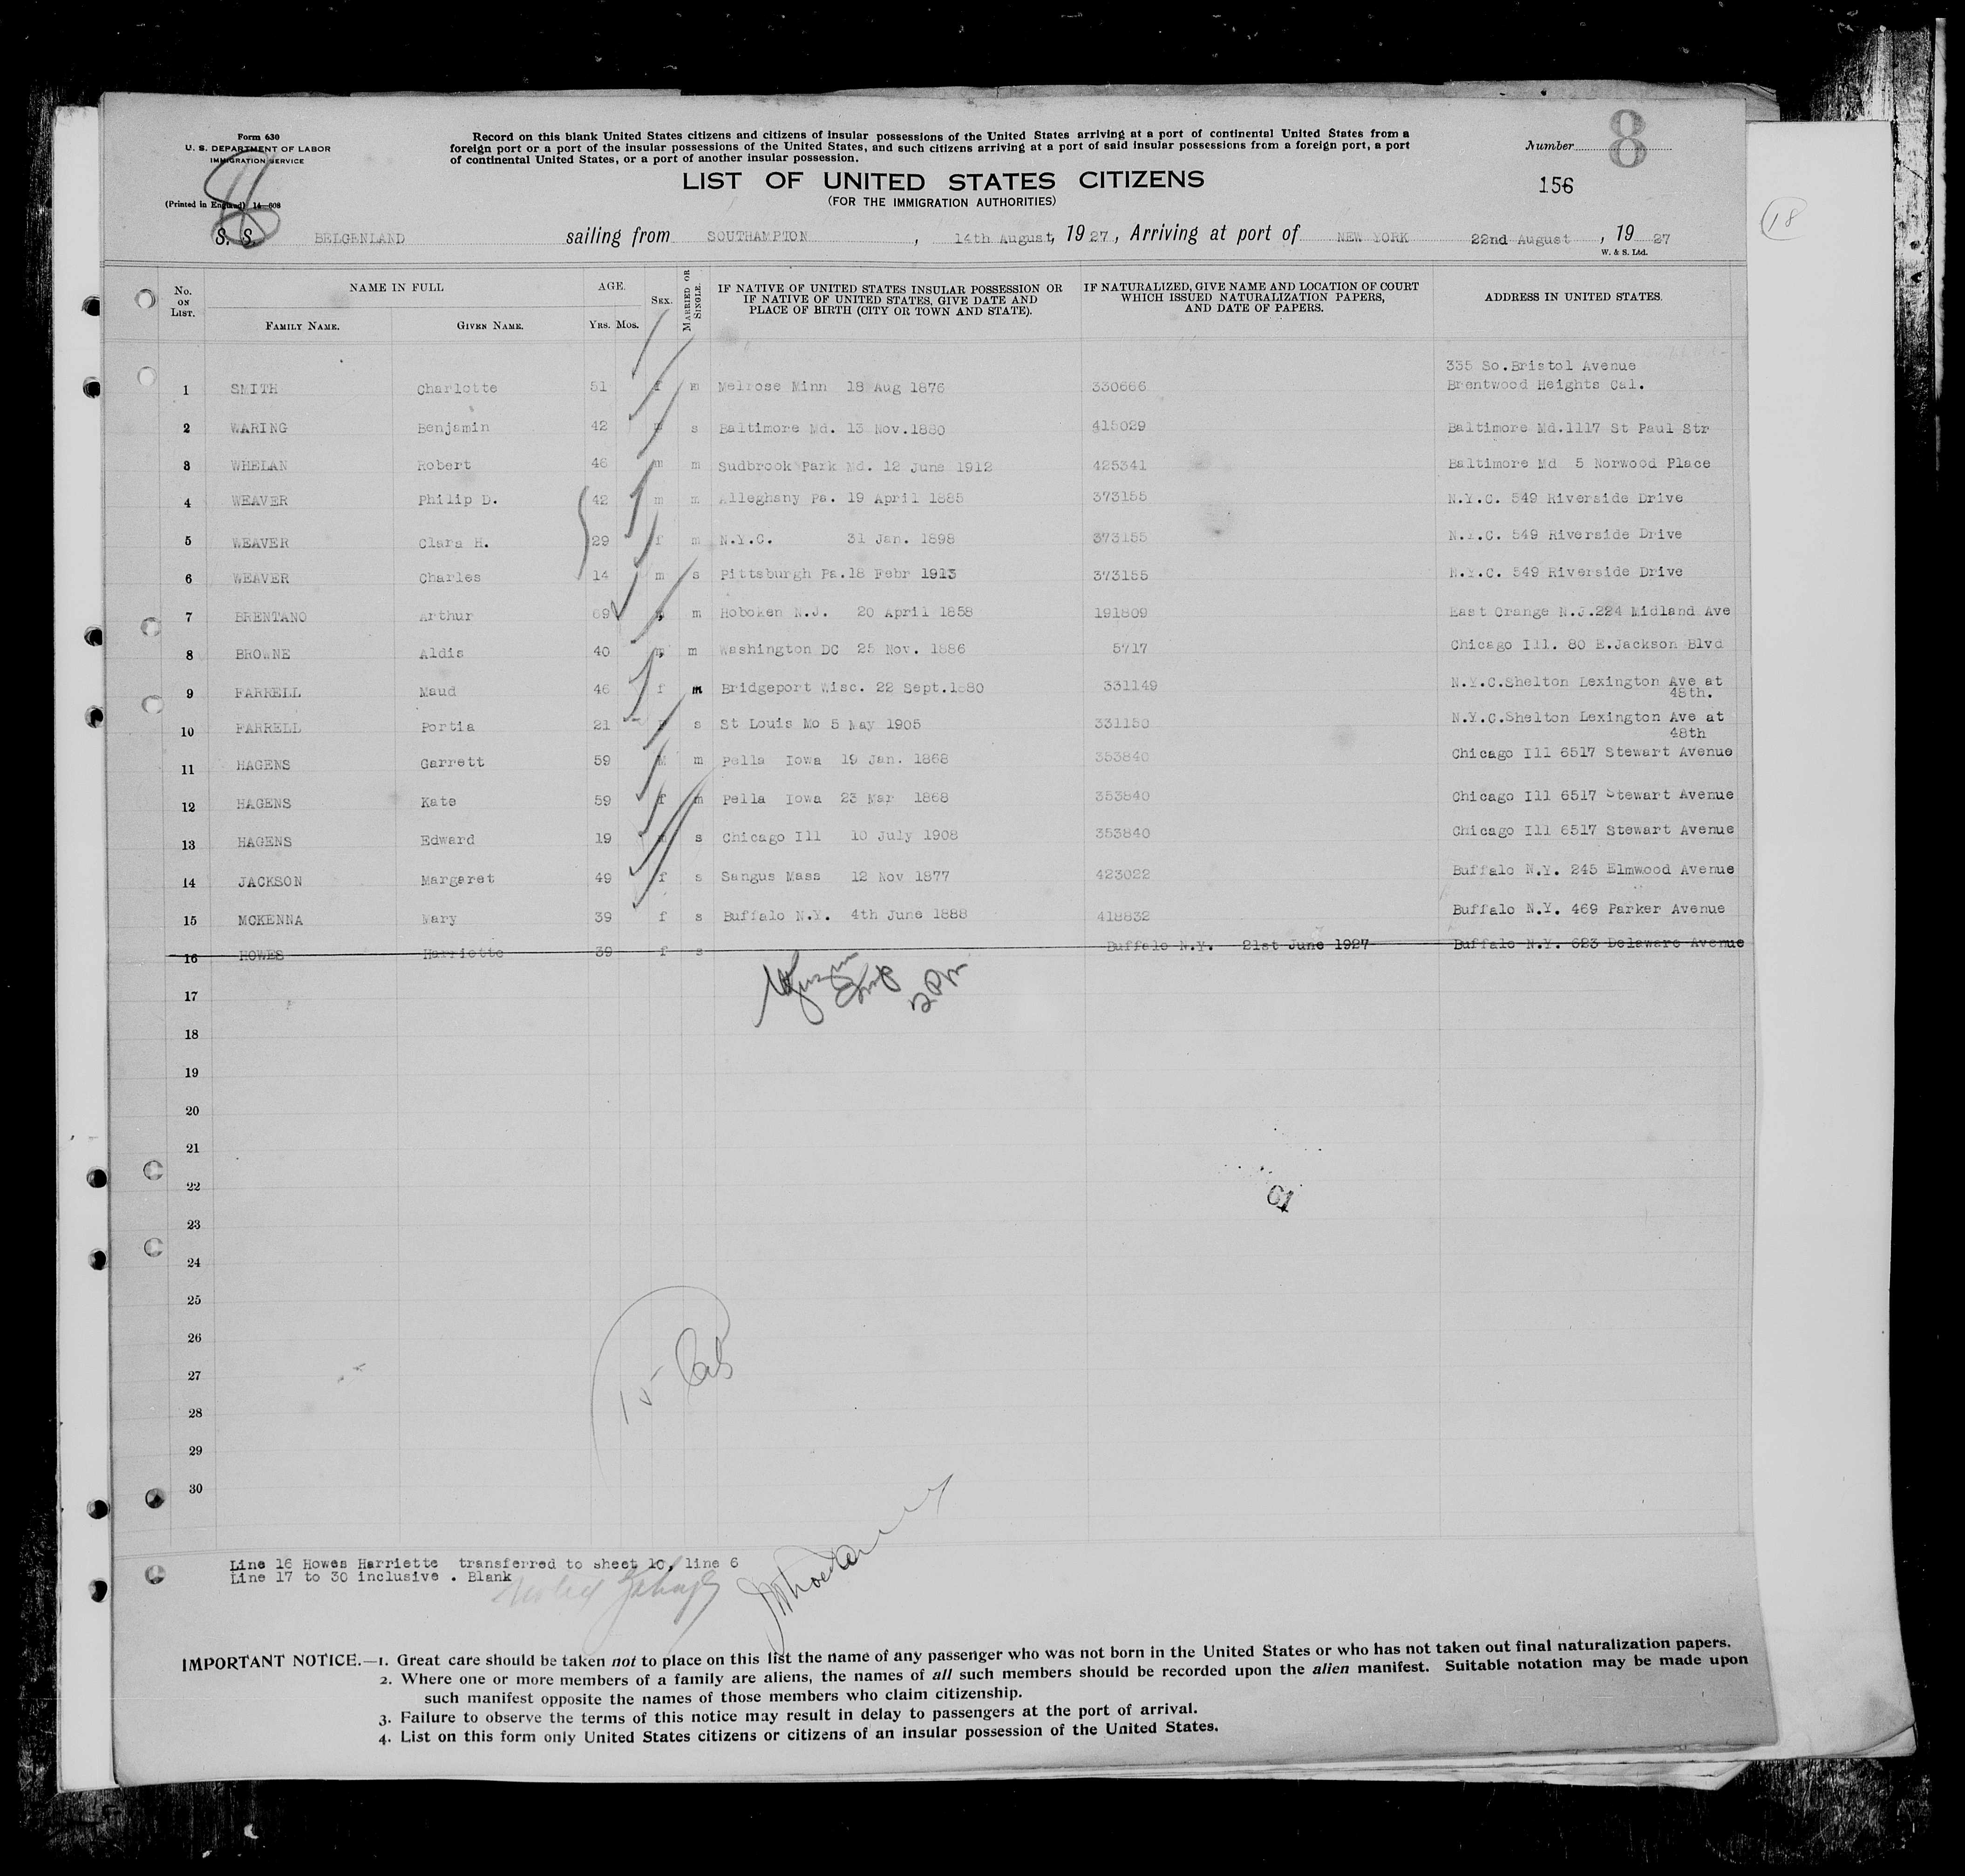 Form 630
U. S. DEPARTMENT OF LABOR
IMMIGRATION SERVICE
(Printed in England) 14—608
Record on this blank United States citizens and citizens of insular possessions of the United States arriving at a port of continental United States from a
foreign port or a port of the insular possessions of the United States, and such citizens arriving at a port of said insular possessions from a foreign port, a port
of continental United States, or a port of another insular possession.
Number 8
156
18
LIST OF UNITED STATES CITIZENS
(FOR THE IMMIGRATION AUTHORITIES)
S. S. BELGENLAND sailing from SOUTHAMPTON, 14th August, 1927, Arriving at port of NEW YORK 22nd August, 19 27
W. & S. Ltd.
No. ON LIST. NAME IN FULL AGE. SEX. MARRIED OR SINGLE. IF NATIVE OF UNITED STATES INSULAR POSSESSION OR IF NATIVE OF UNITED STATES, GIVE DATE AND PLACE OF BIRTH (CITY OR TOWN AND STATE). IF NATURALIZED, GIVE NAME AND LOCATION OF COURT WHICH ISSUED NATURALIZATION PAPERS, AND DATE OF PAPERS. ADDRESS IN UNITED STATES.
FAMILY NAME. GIVEN NAME. YRS. MOS.
335 So.Bristol Avenue
1 SMITH Charlotte 51 f m Melrose Minn 18 Aug 1876 330666 Brentwood Heights Cal.
2 WARING Benjamin 42 s Baltimore Md. 13 Nov.1880 415029 Baltimore Md.1117 St Paul Str
3 WHELAN Robert 46 m m Sudbrook Park Md. 12 June 1912 425341 Baltimore Md 5 Norwood Place
4 WEAVER Philip D. 42 m m Alleghany Pa. 19 April 1885 373155 N.Y.C. 549 Riverside Drive
5 WEAVER Clara H. 29 f m N.Y.C. 31 Jan. 1898 373155 N.Y.C. 549 Riverside Drive
6 WEAVER Charles 14 m s Pittsburgh Pa.18 Febr 1913 373155 N.Y.C. 549 Riverside Drive
7 BRENTANO Arthur 69 m Hoboken N.J. 20 April 1858 191809 East Orange N.J.224 Midland Ave
8 BROWNE Aldis 40 m m Washington DC 25 Nov. 1886 5717 Chicago Ill. 80 E.Jackson Blvd
9 FARRELL Maud 46 f m Bridgeport Wisc. 22 Sept.1880 331149 N.Y.C.Shelton Lexington Ave at
48th.
10 FARRELL Portia 21 s St Louis Mo 5 May 1905 331150 N.Y.C.Shelton Lexington Ave at
48th
11 HAGENS Garrett 59 m Pella Iowa 19 Jan. 1868 353840 Chicago Ill 6517 Stewart Avenue
12 HAGENS Kate 59 f m Pella Iowa 23 Mar 1868 353840 Chicago Ill 6517 Stewart Avenue
13 HAGENS Edward 19 s Chicago Ill 10 July 1908 353840 Chicago Ill 6517 Stewart Avenue
14 JACKSON Margaret 49 f s Sangus Mass 12 Nov 1877 423022 Buffalo N.Y. 245 Elmwood Avenue
15 MCKENNA Mary 39 f s Buffalo N.Y. 4th June 1888 418832 Buffalo N.Y. 469 Parker Avenue
16 HOWES Harriette 39 f s Buffalo N.Y. 21st June 1927 Buffalo N.Y. 623 Delaware Avenue
17
18
19
20
21
22
23
24
25
26
27
28
29
30
Line 16 Howes Harriette transferred to sheet 10, line 6
Line 17 to 30 inclusive . Blank
IMPORTANT NOTICE.—1. Great care should be taken not to place on this list the name of any passenger who was not born in the United States or who has not taken out final naturalization papers.
2. Where one or more members of a family are aliens, the names of all such members should be recorded upon the alien manifest. Suitable notation may be made upon
such manifest opposite the names of those members who claim citizenship.
3. Failure to observe the terms of this notice may result in delay to passengers at the port of arrival.
4. List on this form only United States citizens or citizens of an insular possession of the United States.